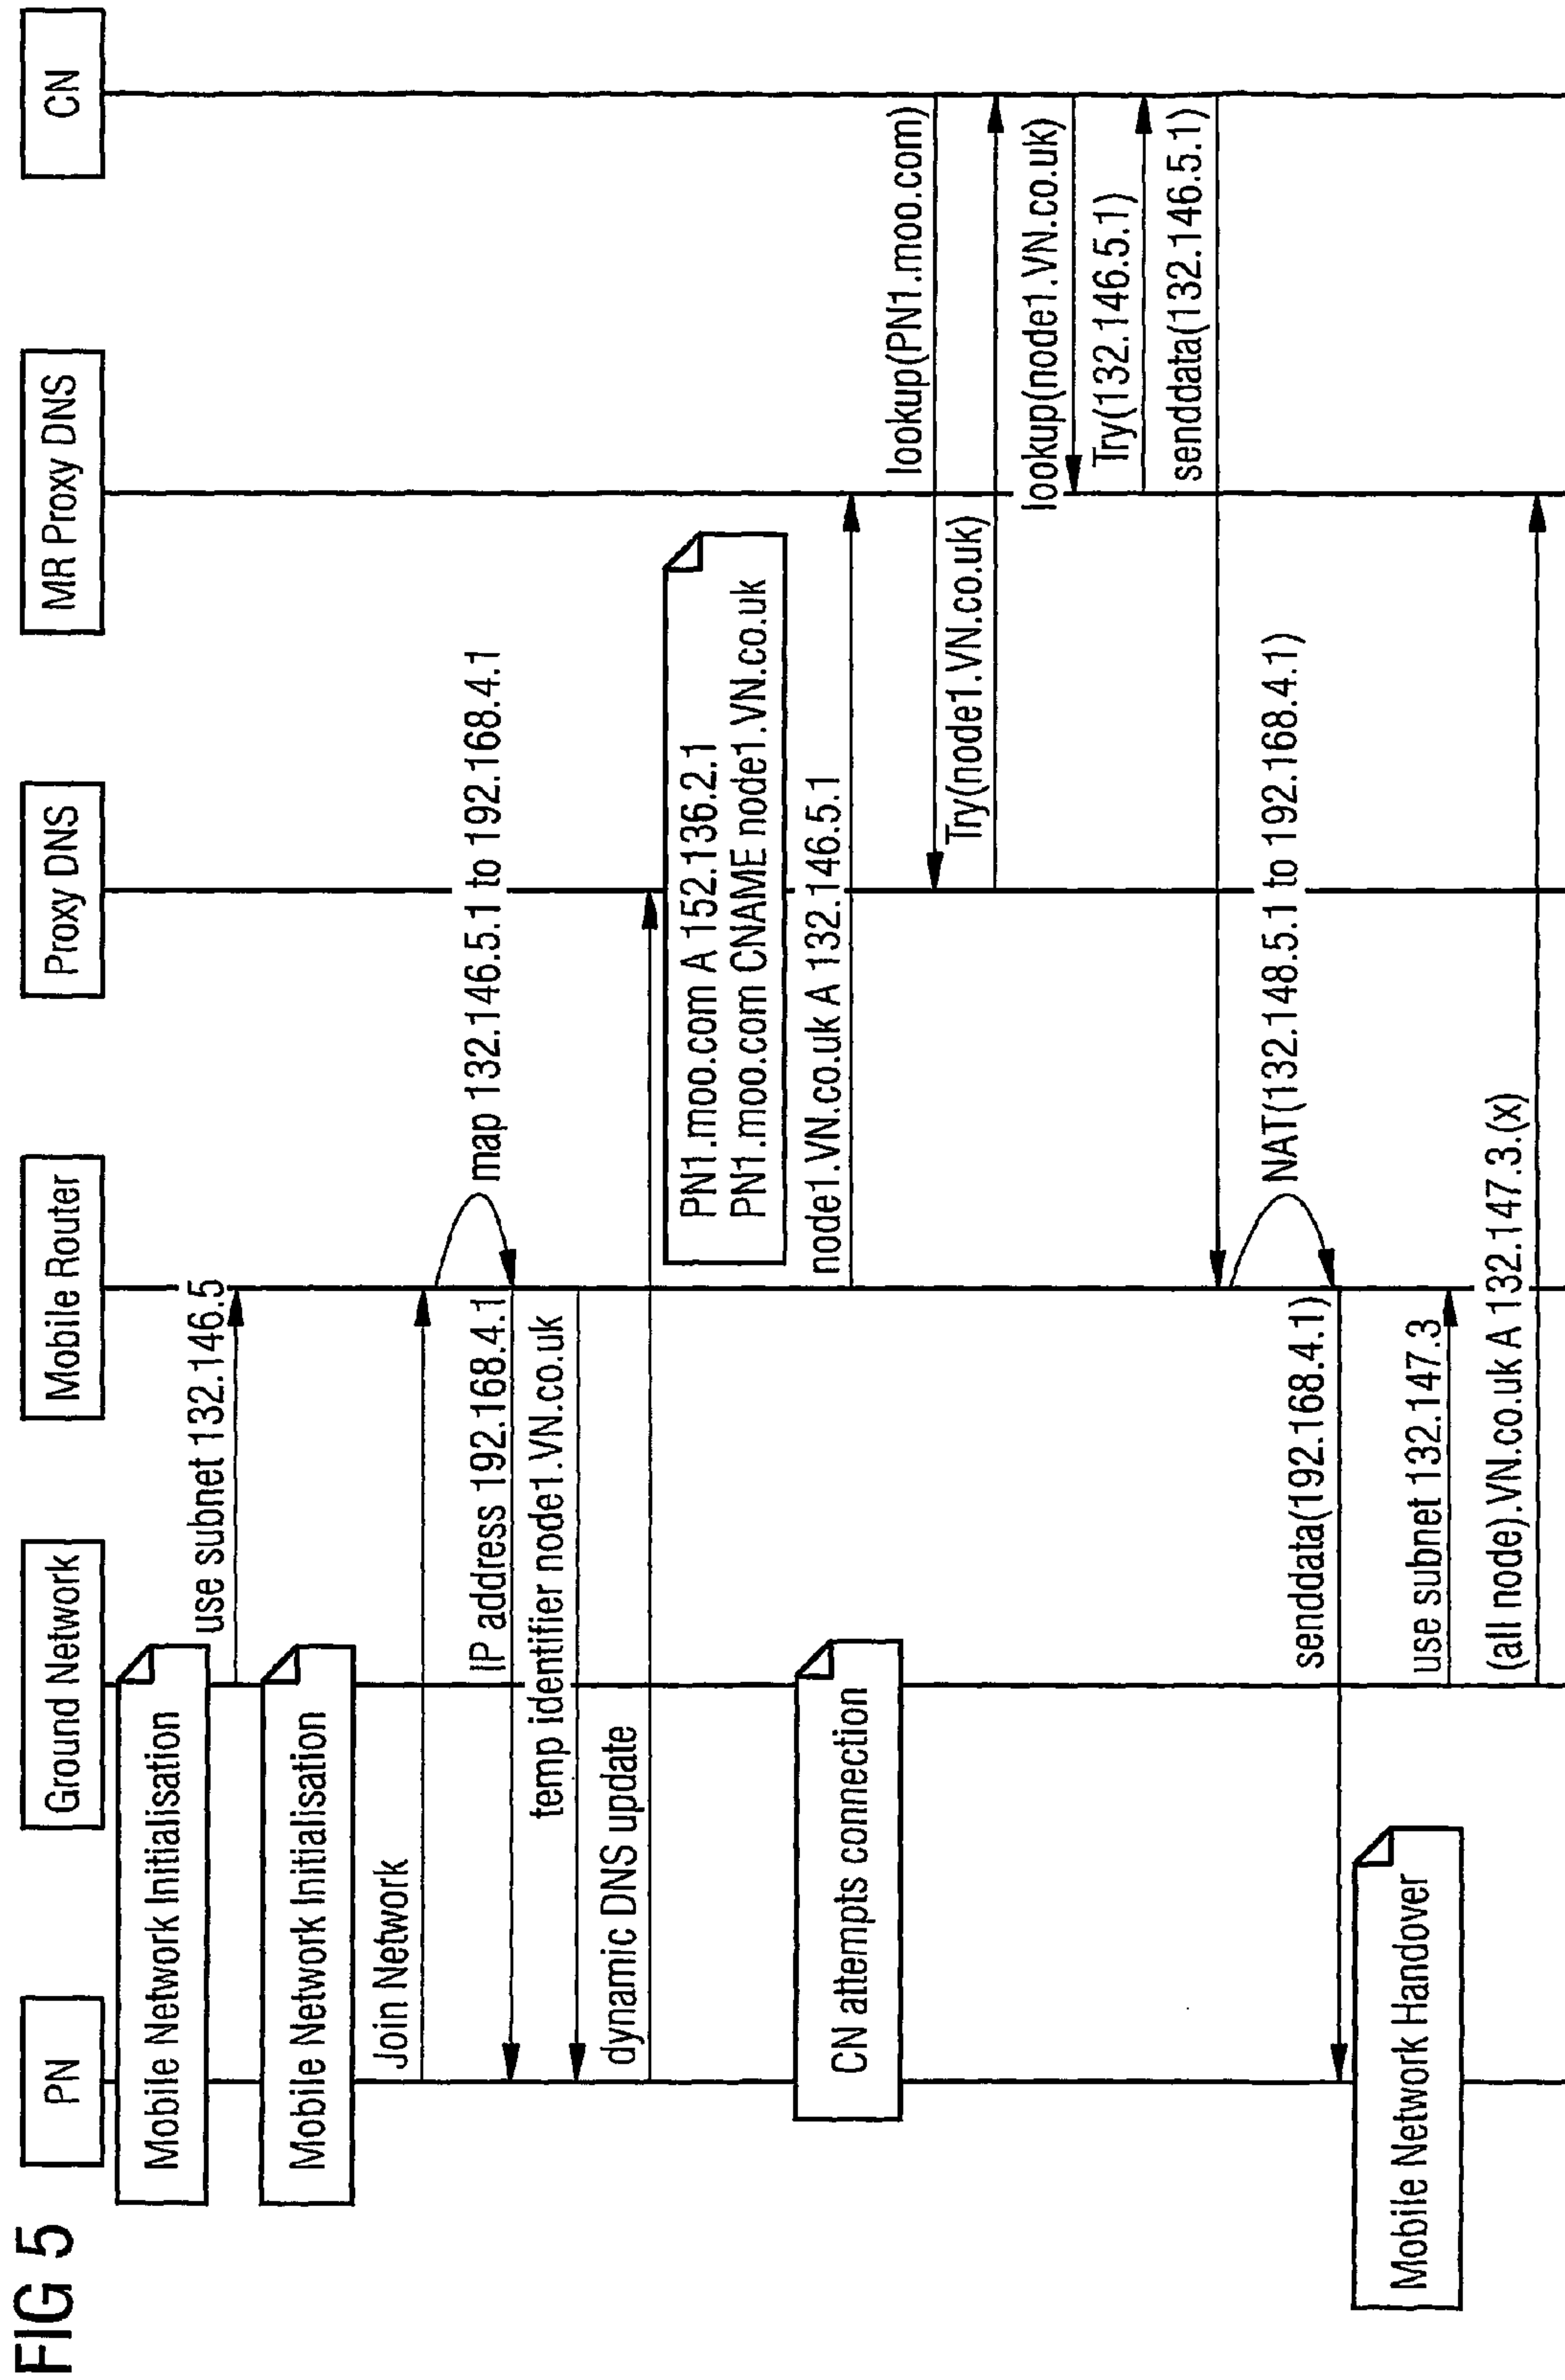 FIG 5
PN
Ground Network
Mobile Router
Proxy DNS
MR Proxy DNS
CN
Mobile Network Initialisation
use subnet 132.146.5
Mobile Network Initialisation
Join Network
map 132.146.5.1 to 192.168.4.1
IP address 192.168.4.1
temp identifier node1.VN.co.uk
dynamic DNS update
PN1.moo.com A 152.136.2.1
PN1.moo.com CNAME node1.VN.co.uk
CN attempts connection
node1.VN.co.uk A 132.146.5.1
lookup(PN1.moo.com)
Try(node1.VN.co.uk)
lookup(node1.VN.co.uk)
Try(132.146.5.1)
senddata(132.146.5.1)
NAT(132.148.5.1 to 192.168.4.1)
senddata(192.168.4.1)
Mobile Network Handover
use subnet 132.147.3
(all node).VN.co.uk A 132.147.3.(x)